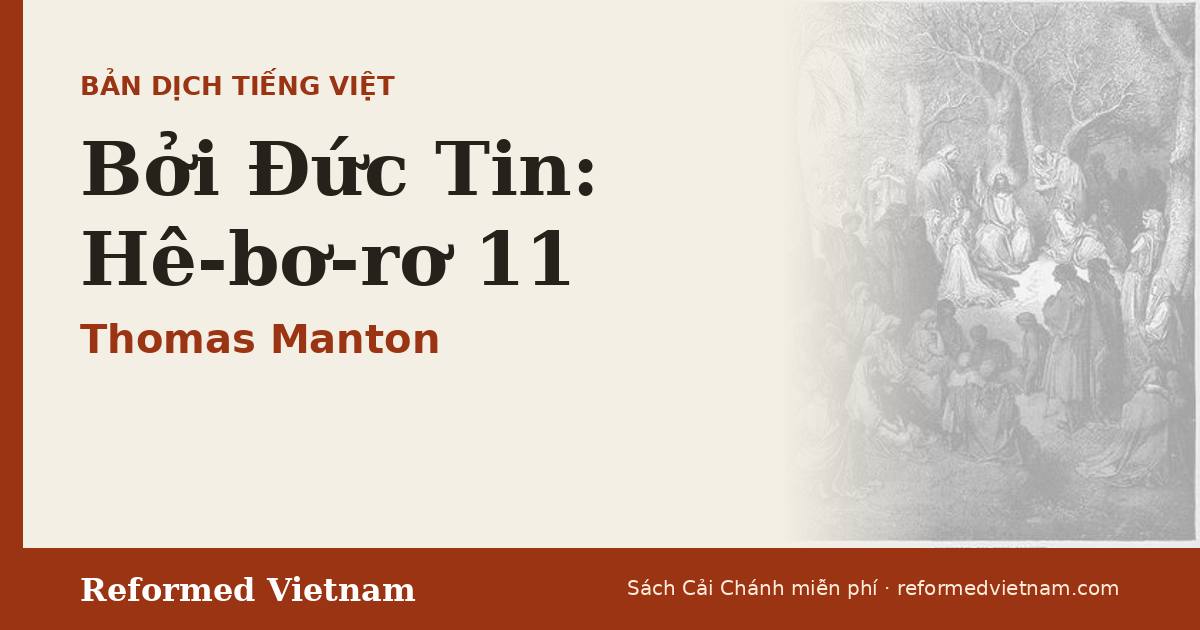 BẢN DỊCH TIẾNG VIỆT
Bởi Đức Tin:
Hê-bơ-rơ 11
Thomas Manton
Reformed Vietnam
Sách Cải Chánh miễn phí · reformedvietnam.com